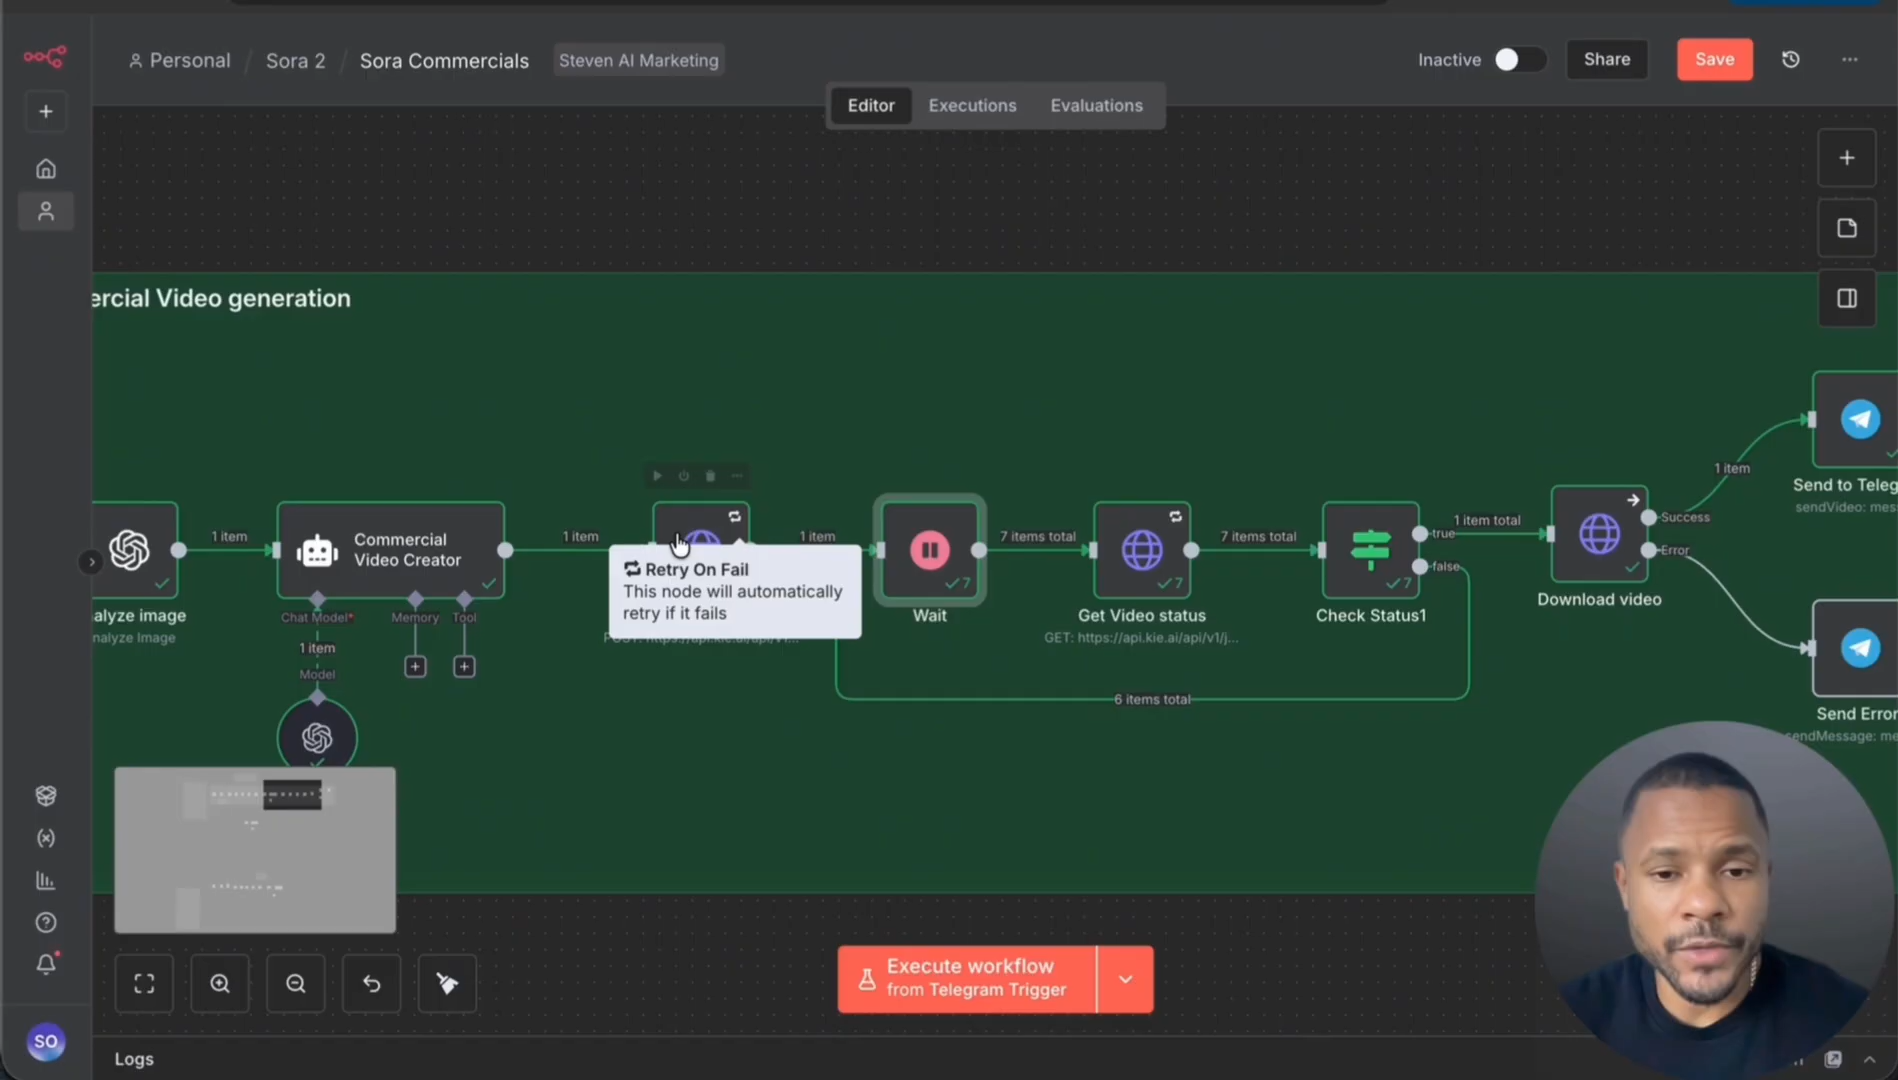 Personal / Sora 2 / Sora Commercials
Steven AI Marketing
Inactive
Share
Save
Editor
Executions
Evaluations
ercial Video generation
1 item
Commercial
Video Creator
1 item
1 item
7 items total
7 items total
true
false
1 item total
Success
Error
1 item
Retry On Fail
This node will automatically
retry if it fails
7
7
7
alyze image
nalyze Image
Chat Model*
Memory
Tool
1 item
Model
Wait
Get Video status
GET: https://api.kie.ai/api/v1/j...
Check Status1
Download video
Send to Teleg
sendVideo: mes
6 items total
Send Error
sendMessage: me
Execute workflow
from Telegram Trigger
SO
Logs